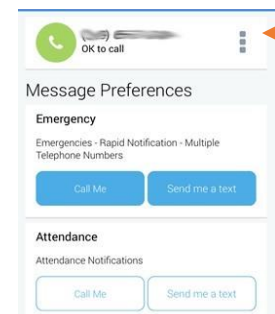 OK to call
Message Preferences
Emergency
Emergencies - Rapid Notification - Multiple
Telephone Numbers
Call Me Send me a text
Attendance
Attendance Notifications
Call Me Send me a text